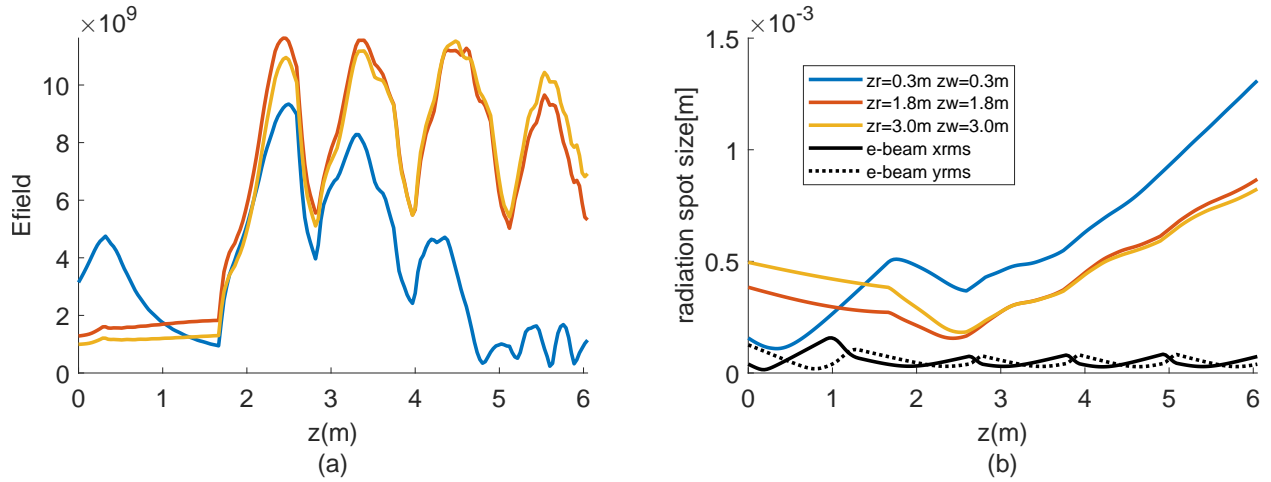 ×10⁹
10
8
6
4
2
0
Efield
0 1 2 3 4 5 6
z(m)
(a)
×10⁻³
1.5
1
0.5
0
radiation spot size[m]
zr=0.3m zw=0.3m
zr=1.8m zw=1.8m
zr=3.0m zw=3.0m
e-beam xrms
e-beam yrms
0 1 2 3 4 5 6
z(m)
(b)